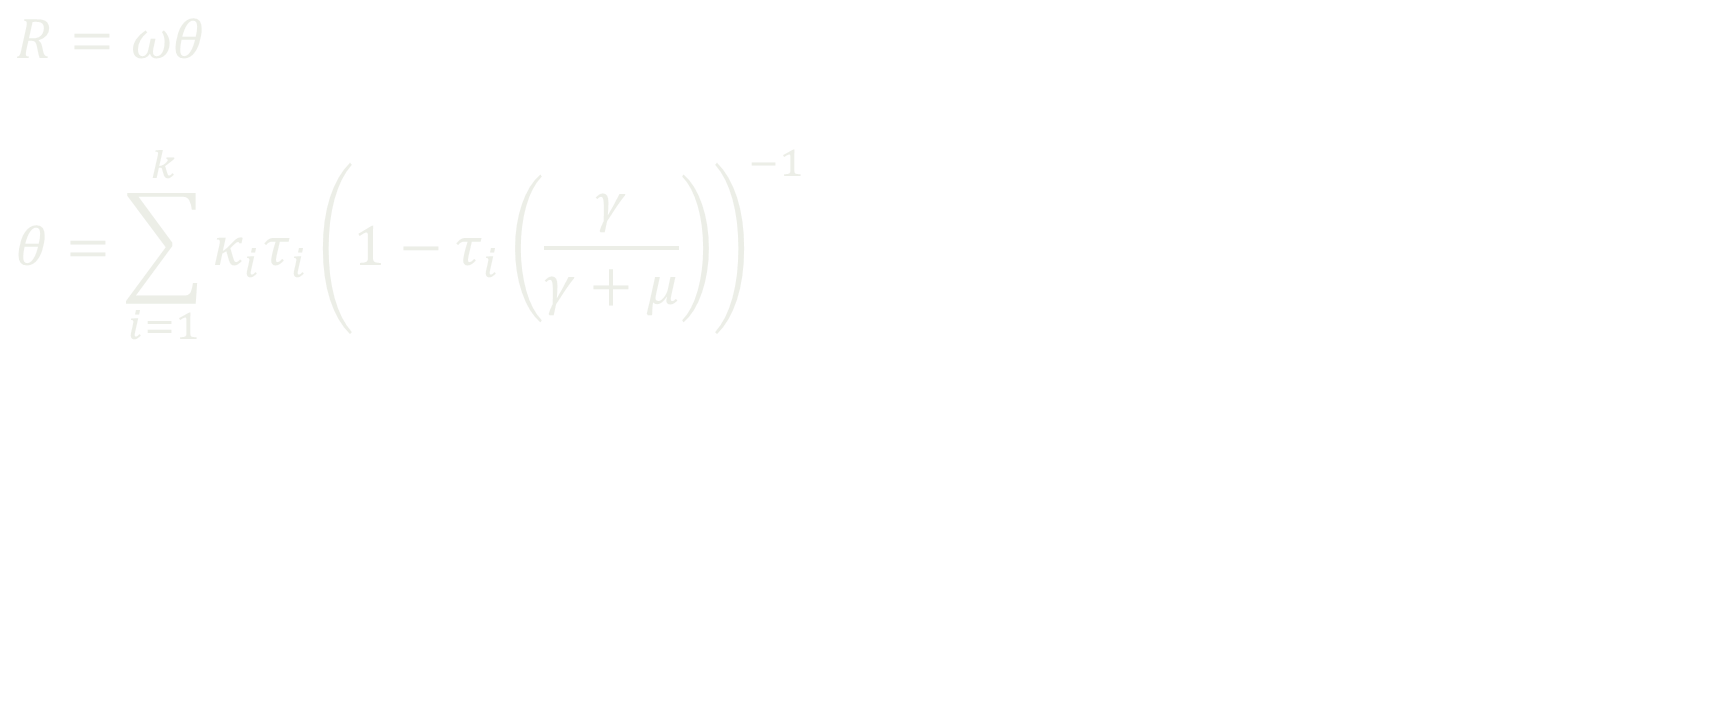 R = ωθ
θ = ∑_{i=1}^{k} κ_i τ_i (1 − τ_i (γ / (γ + μ)))^{−1}